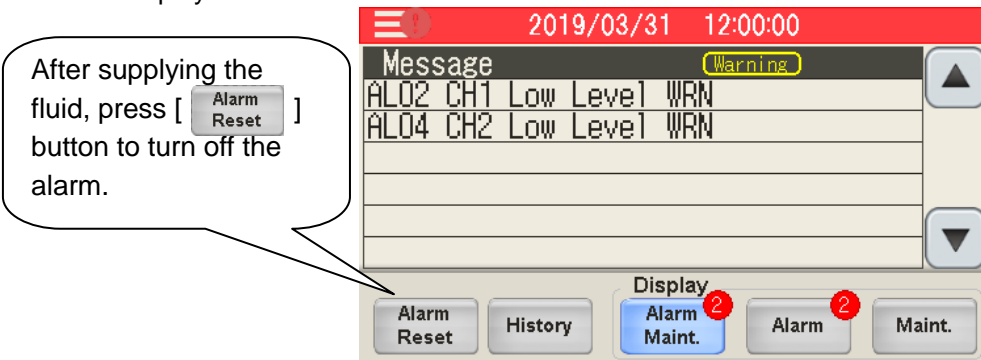 After supplying the
fluid, press [ Alarm Reset ]
button to turn off the
alarm.
2019/03/31 12:00:00
Message Warning
AL02 CH1 Low Level WRN
AL04 CH2 Low Level WRN
Display
Alarm Reset
History
Alarm Maint. 2
Alarm 2
Maint.